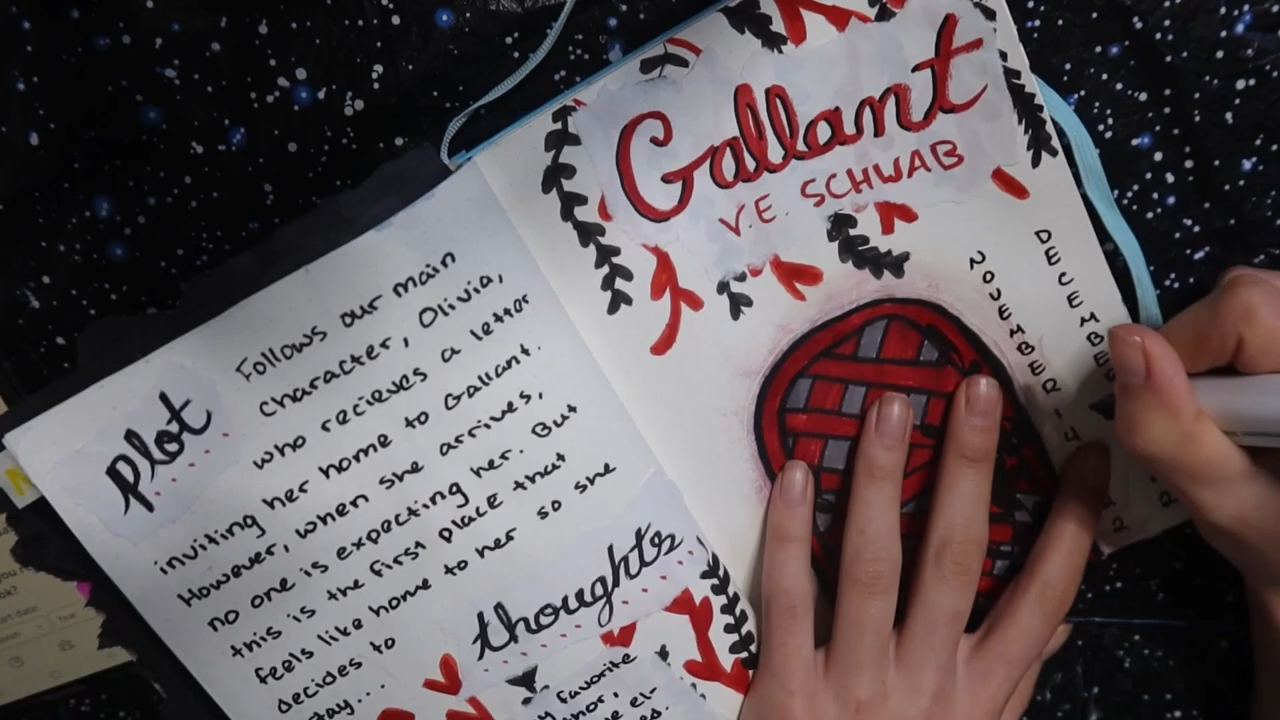 plot
Follows our main
character, Olivia,
who recieves a letter
inviting her home to Gallant.
However, when she arrives,
no one is expecting her. But
this is the first place that
feels like home to her so she
decides to
stay...
thoughts
favorite
Gallant
V.E. SCHWAB
NOVEMBER 14
DECEMBER